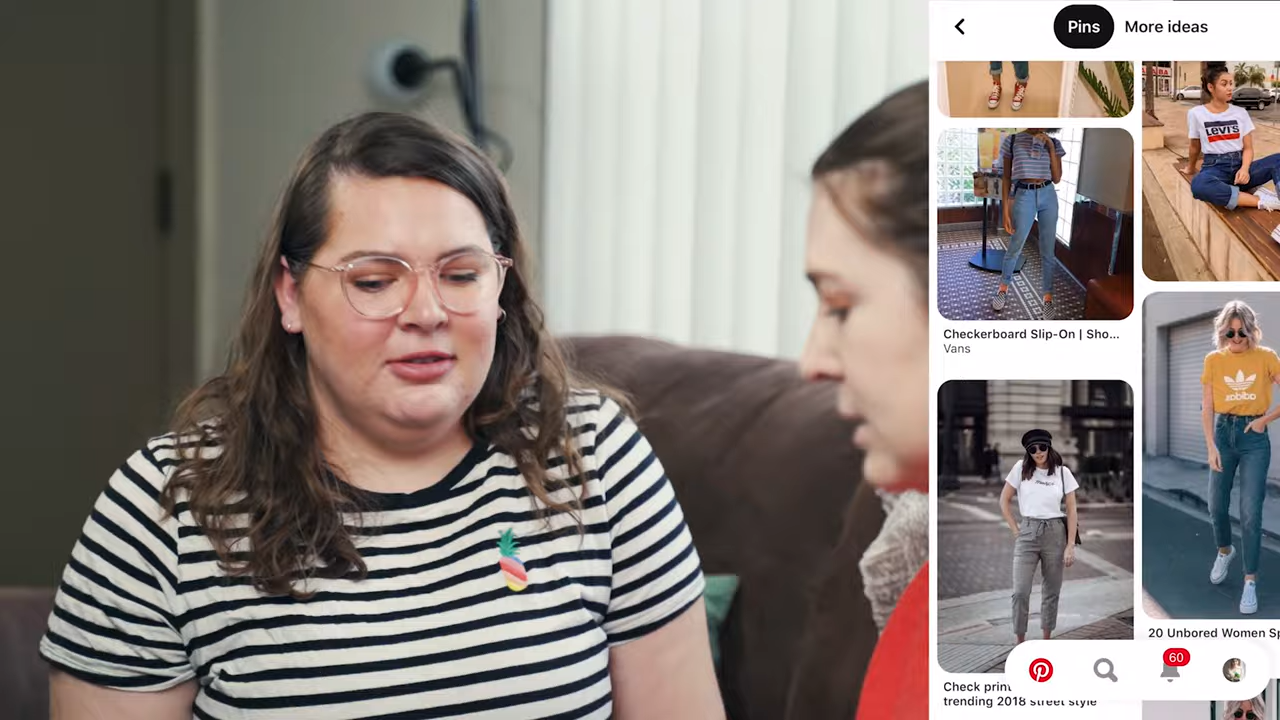 Pins
More ideas
LEVI'S
Checkerboard Slip-On | Sho...
Vans
adidas
20 Unbored Women Sp
60
Check print
trending 2018 street style